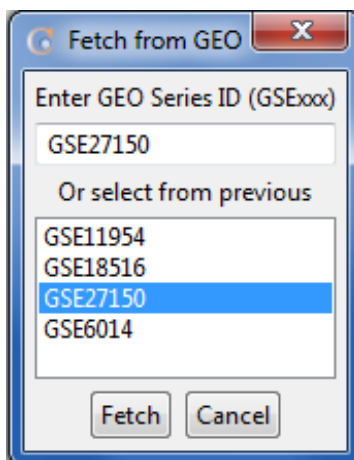 Fetch from GEO
Enter GEO Series ID (GSExxx)
GSE27150
Or select from previous
GSE11954
GSE18516
GSE27150
GSE6014
Fetch Cancel